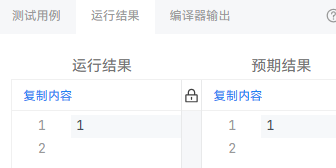 测试用例 运行结果 编译器输出
运行结果 预期结果
复制内容 复制内容
1 1 1 1
2 2